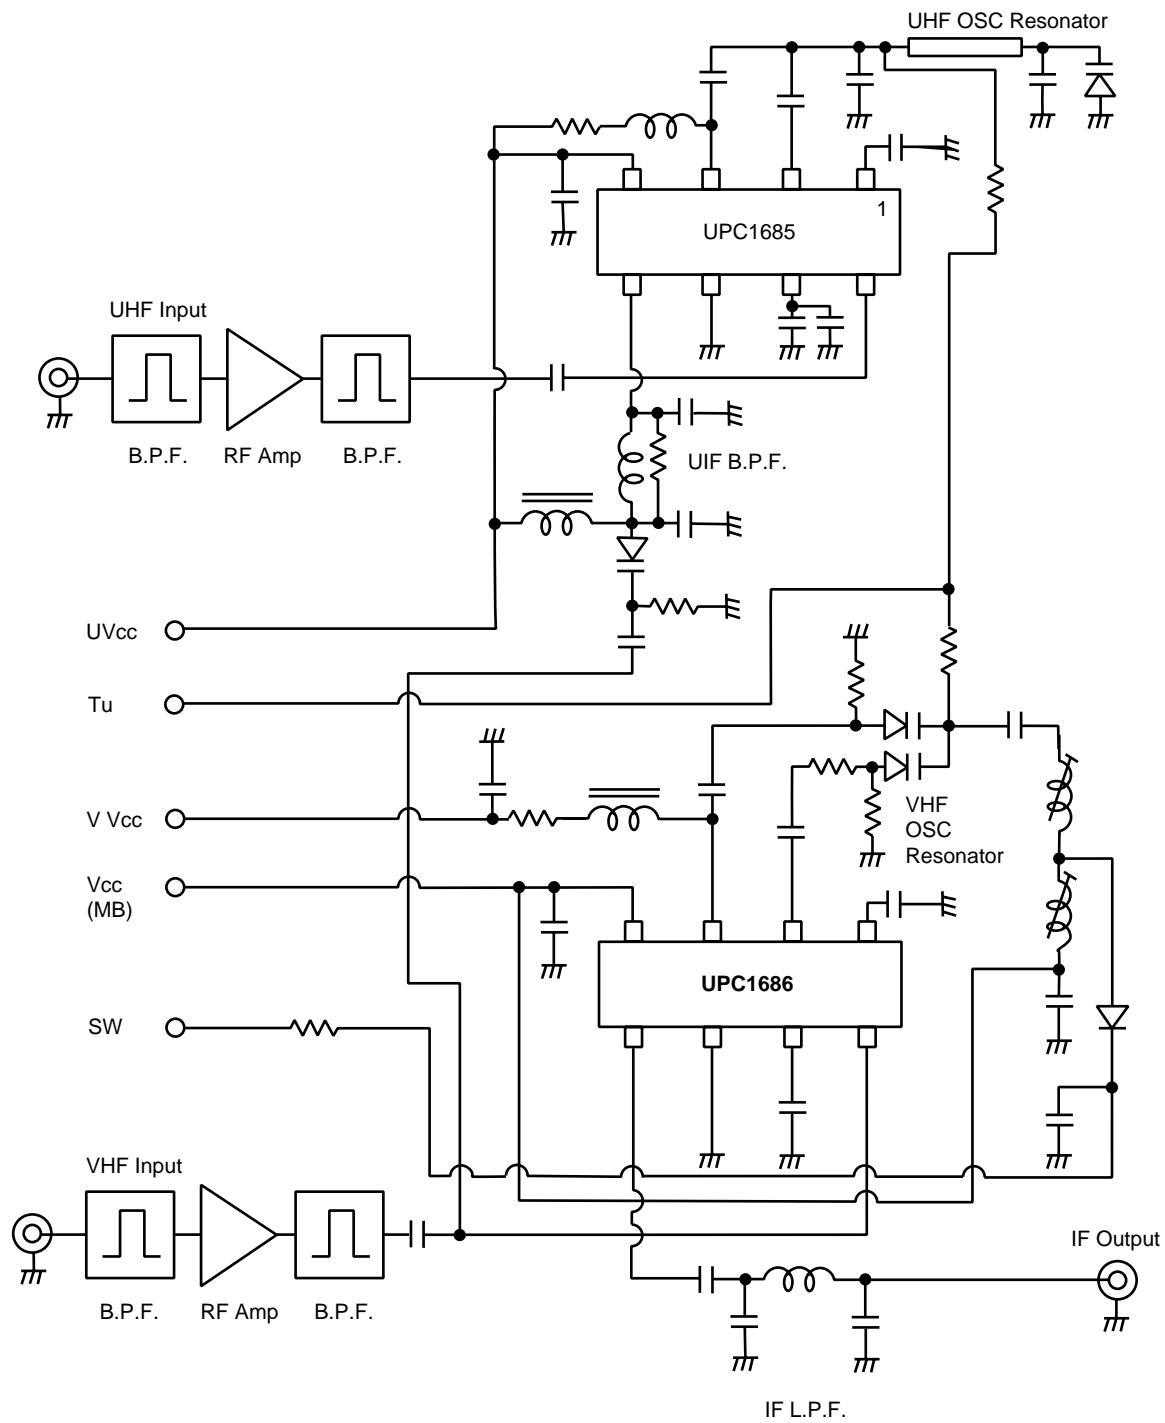 UHF OSC Resonator
1
UPC1685
UHF Input
B.P.F.
RF Amp
B.P.F.
UIF B.P.F.
UVcc
Tu
V Vcc
VHF
OSC
Resonator
Vcc
(MB)
UPC1686
SW
VHF Input
IF Output
B.P.F.
RF Amp
B.P.F.
IF L.P.F.